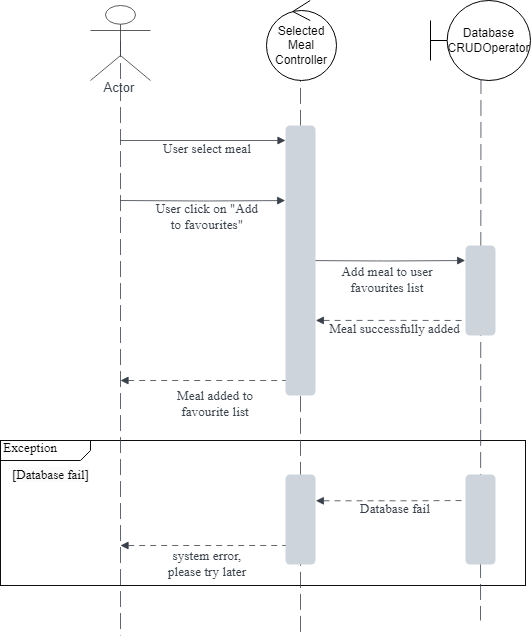 Selected
Meal
Controller
Database
CRUDOperator
Actor
User select meal
User click on "Add
to favourites"
Add meal to user
favourites list
Meal successfully added
Meal added to
favourite list
Exception
[Database fail]
Database fail
system error,
please try later